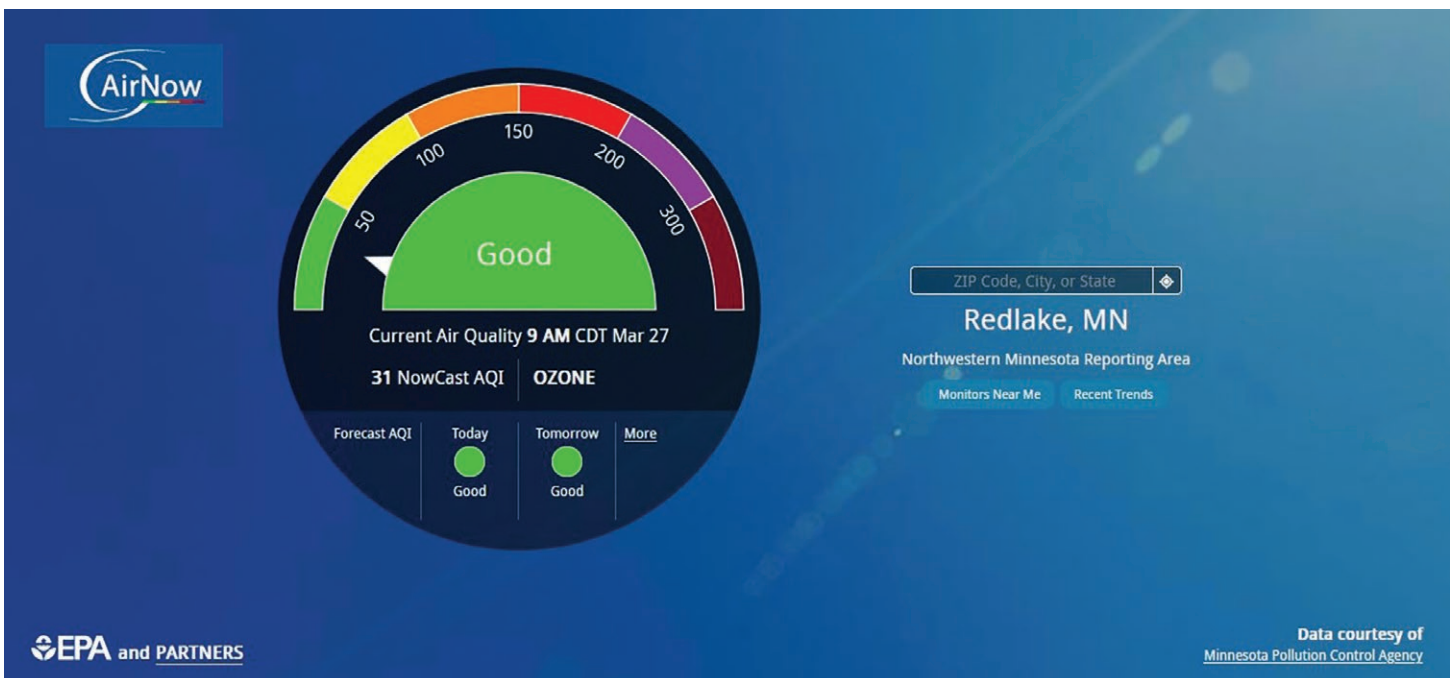 AirNow
50
100
150
200
300
Good
Current Air Quality 9 AM CDT Mar 27
31 NowCast AQI OZONE
Forecast AQI Today Tomorrow More
Good Good
ZIP Code, City, or State
Redlake, MN
Northwestern Minnesota Reporting Area
Monitors Near Me Recent Trends
EPA and PARTNERS
Data courtesy of
Minnesota Pollution Control Agency